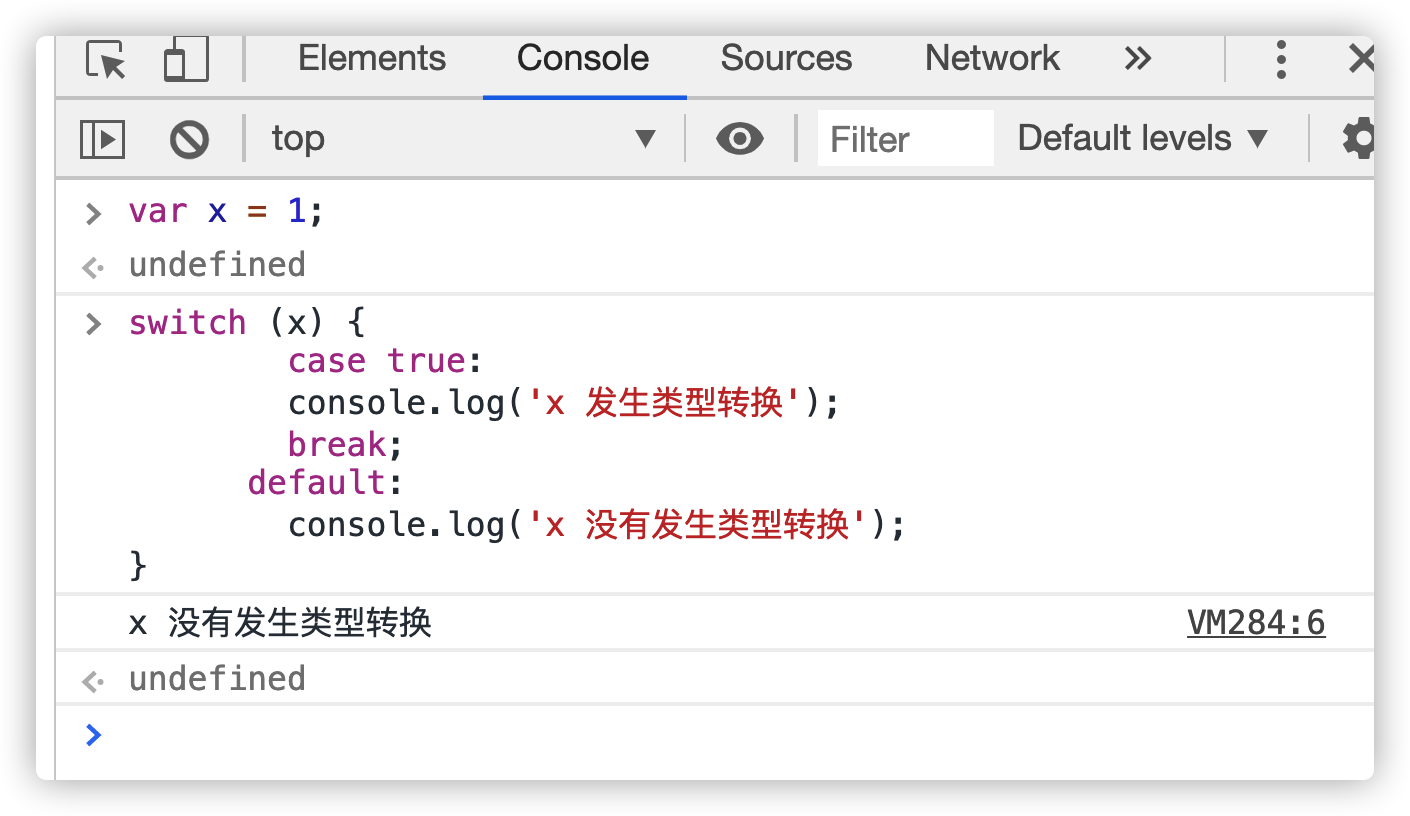 Elements Console Sources Network »
top ▼ Filter Default levels ▼
> var x = 1;
<· undefined
> switch (x) {
        case true:
        console.log('x 发生类型转换');
        break;
      default:
        console.log('x 没有发生类型转换');
}
x 没有发生类型转换 VM284:6
<· undefined
>